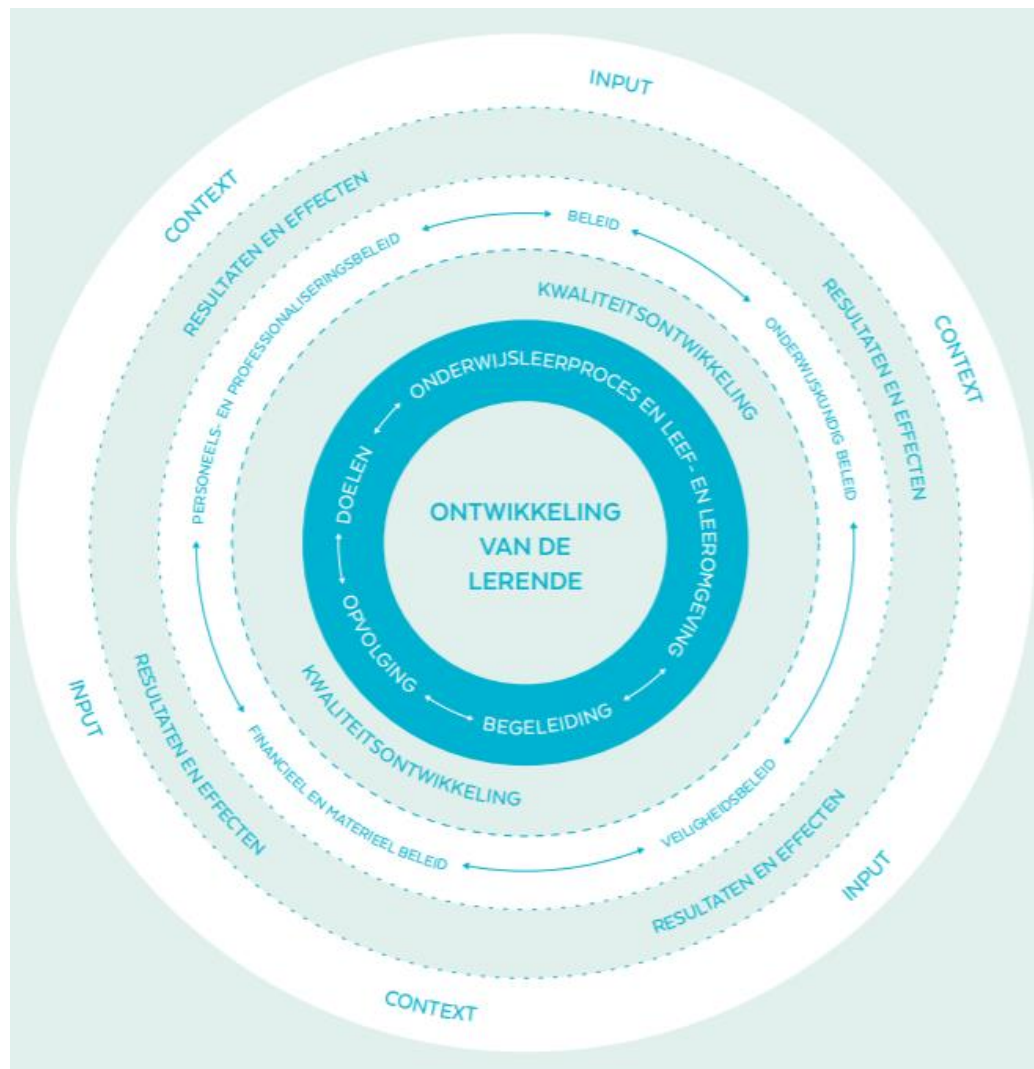 INPUT
CONTEXT
CONTEXT
RESULTATEN EN EFFECTEN
RESULTATEN EN EFFECTEN
BELEID
PERSONEELS- EN PROFESSIONALISERINGSBELEID
ONDERWIJSKUNDIG BELEID
KWALITEITSONTWIKKELING
ONDERWIJSLEERPROCES EN LEEF- EN LEEROMGEVING
DOELEN
ONTWIKKELING
VAN DE
LERENDE
OPVOLGING
BEGELEIDING
KWALITEITSONTWIKKELING
FINANCIEEL EN MATERIEEL BELEID
VEILIGHEIDSBELEID
RESULTATEN EN EFFECTEN
RESULTATEN EN EFFECTEN
INPUT
INPUT
CONTEXT